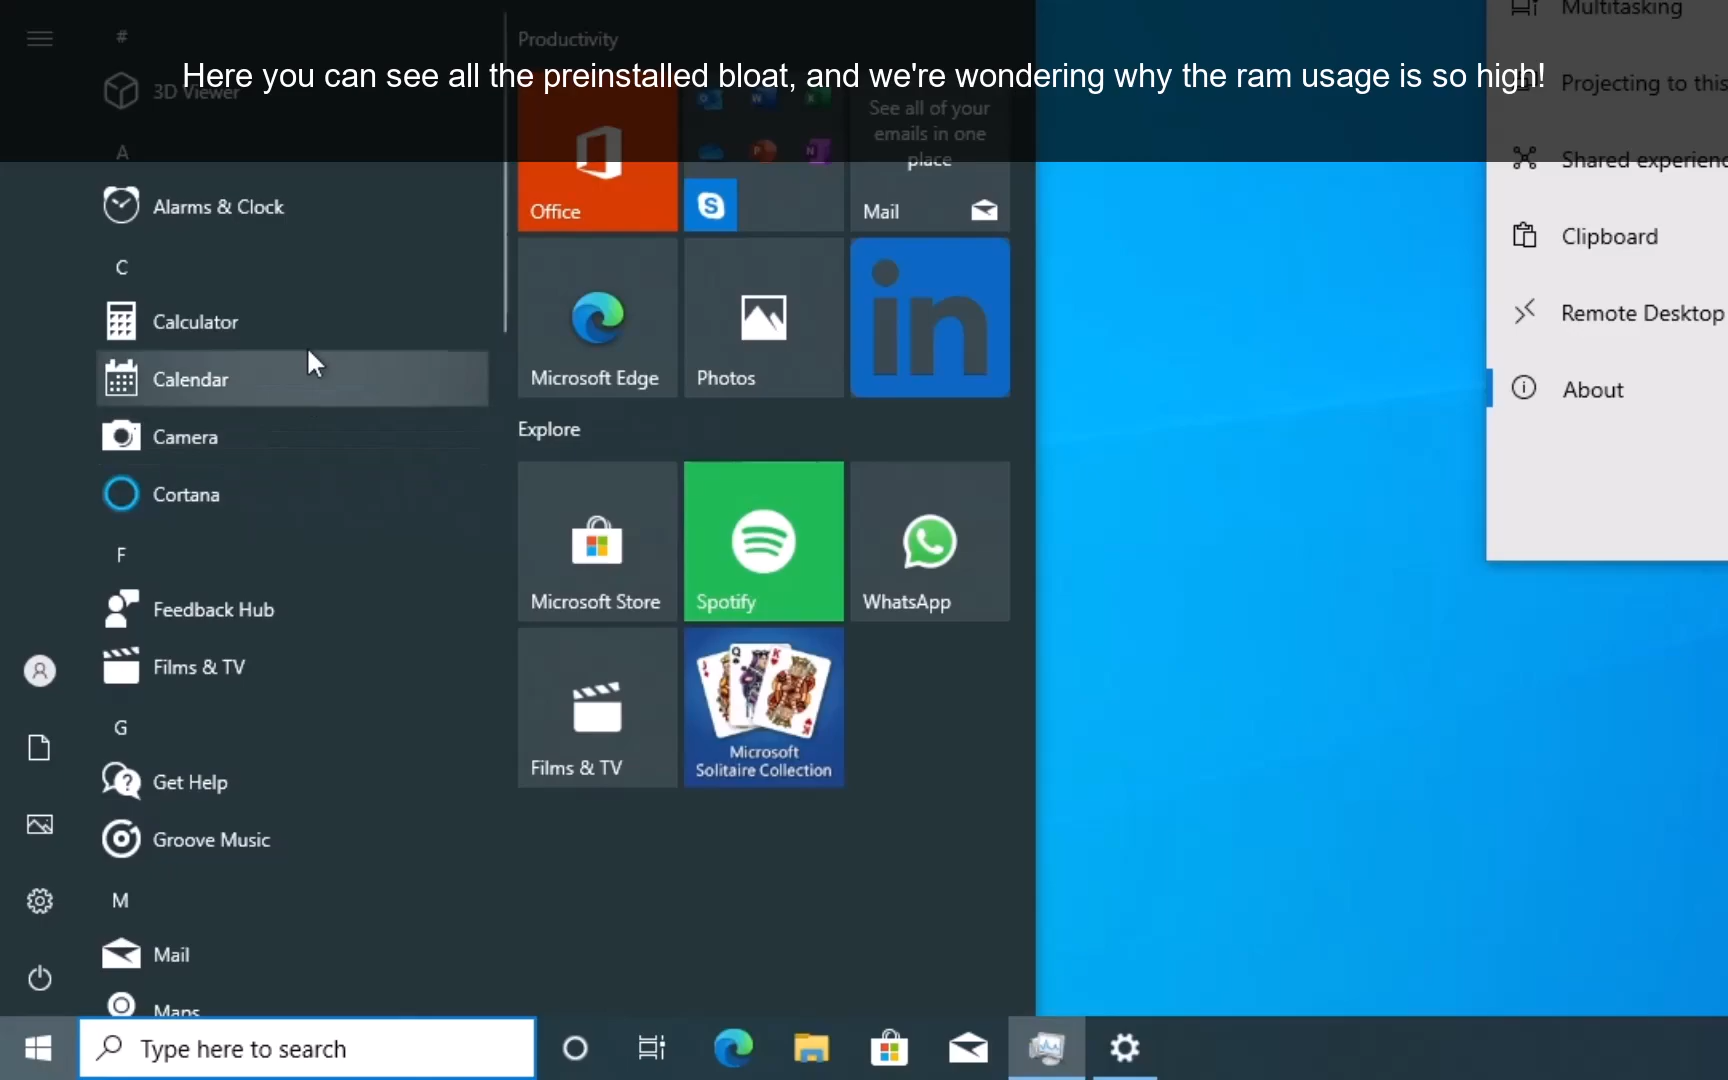 Here you can see all the preinstalled bloat, and we're wondering why the ram usage is so high!
#
3D Viewer
A
Alarms & Clock
C
Calculator
Calendar
Camera
Cortana
F
Feedback Hub
Films & TV
G
Get Help
Groove Music
M
Mail
Maps
Productivity
Office
See all of your
emails in one
place
Mail
Microsoft Edge
Photos
in
Explore
Microsoft Store
Spotify
WhatsApp
Films & TV
Microsoft
Solitaire Collection
Multitasking
Projecting to this
Shared experienc
Clipboard
Remote Desktop
About
Type here to search